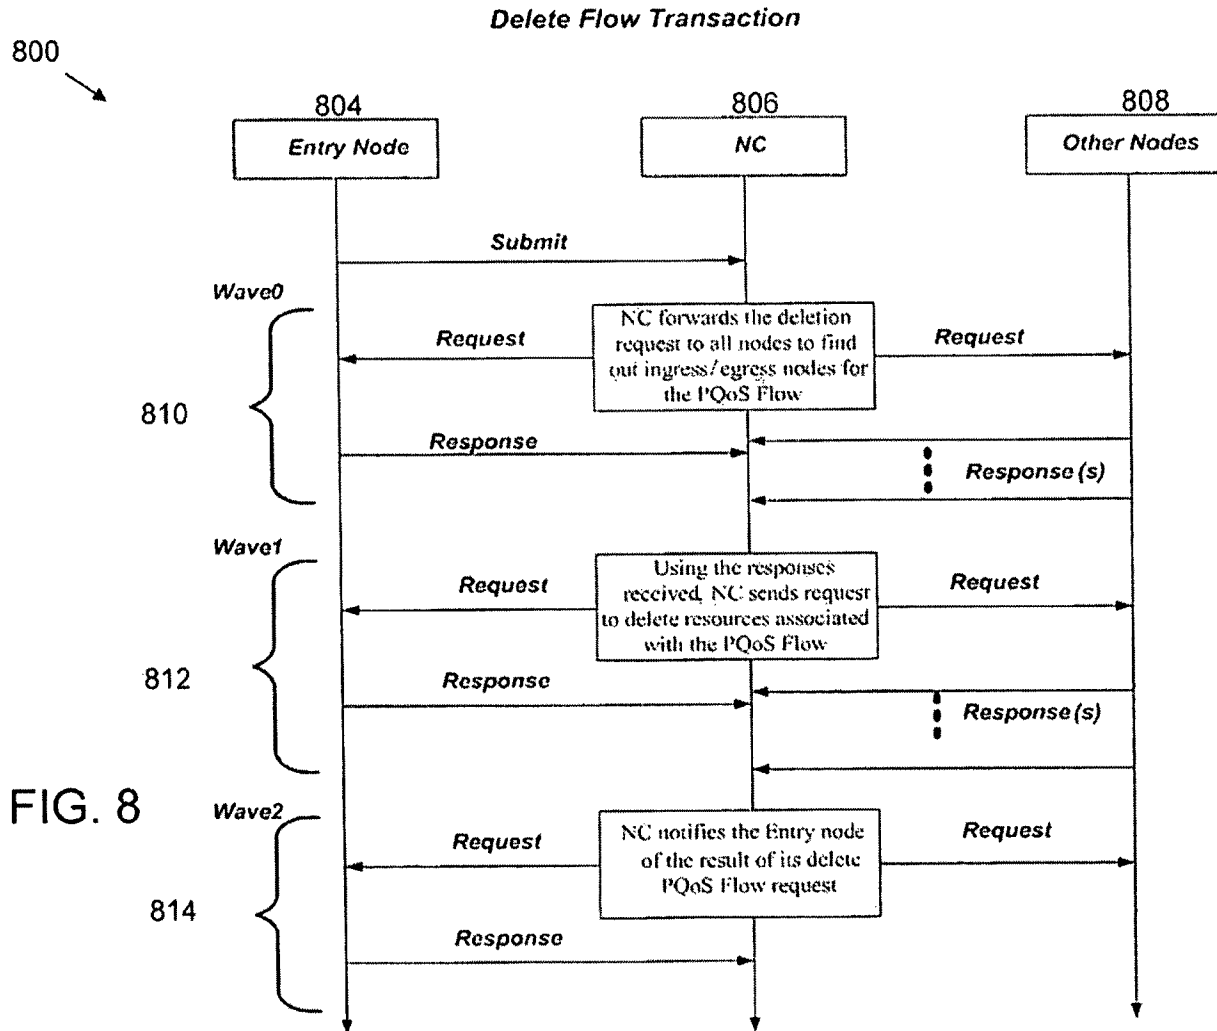 Delete Flow Transaction
800
804
806
808
Entry Node
NC
Other Nodes
Submit
Wave0
NC forwards the deletion
request to all nodes to find
out ingress/egress nodes for
the PQoS Flow
Request
Request
810
Response
Response(s)
Wave1
Using the responses
received, NC sends request
to delete resources associated
with the PQoS Flow
Request
Request
812
Response
Response(s)
FIG. 8
Wave2
NC notifies the Entry node
of the result of its delete
PQoS Flow request
Request
Request
814
Response